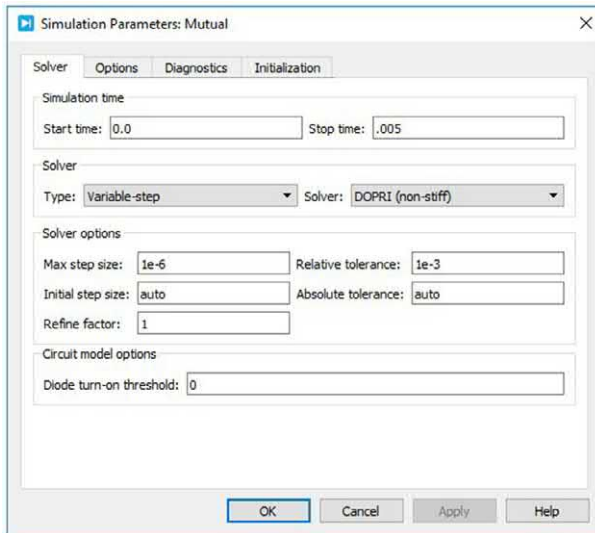 Simulation Parameters: Mutual
Solver Options Diagnostics Initialization
Simulation time
Start time: 0.0 Stop time: .005
Solver
Type: Variable-step Solver: DOPRI (non-stiff)
Solver options
Max step size: 1e-6 Relative tolerance: 1e-3
Initial step size: auto Absolute tolerance: auto
Refine factor: 1
Circuit model options
Diode turn-on threshold: 0
OK Cancel Apply Help